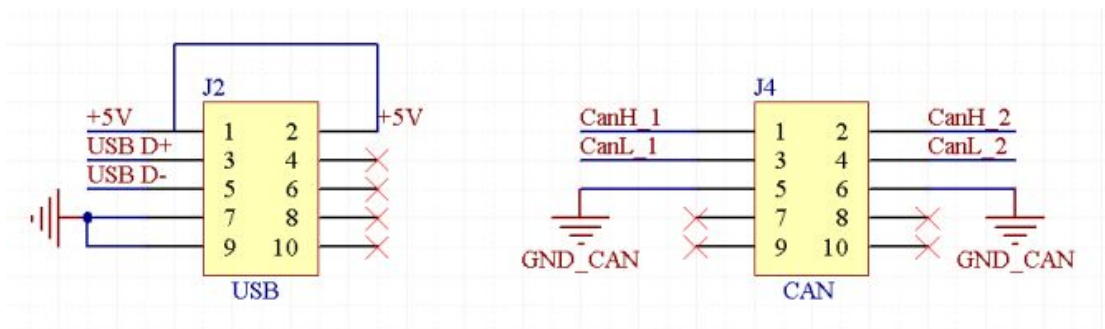 J2
+5V 1 2 +5V
USB D+ 3 4
USB D- 5 6
7 8
9 10
USB
J4
CanH_1 1 2 CanH_2
CanL_1 3 4 CanL_2
5 6
7 8
9 10
GND_CAN GND_CAN
CAN